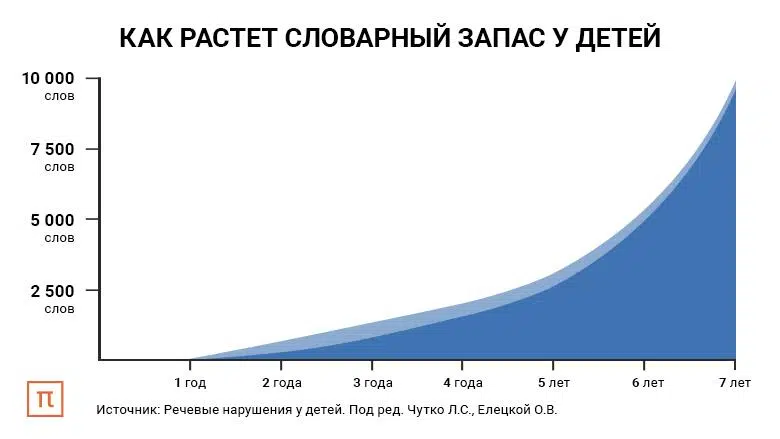 КАК РАСТЕТ СЛОВАРНЫЙ ЗАПАС У ДЕТЕЙ
10 000
слов
7 500
слов
5 000
слов
2 500
слов
1 год 2 года 3 года 4 года 5 лет 6 лет 7 лет
π
Источник: Речевые нарушения у детей. Под ред. Чутко Л.С., Елецкой О.В.